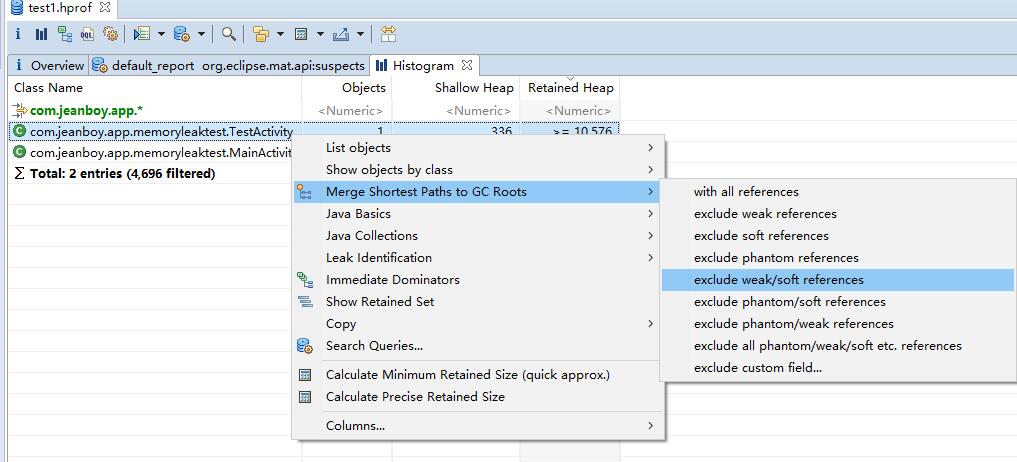 test1.hprof
i OQL
i Overview default_report org.eclipse.mat.api:suspects Histogram
Class Name Objects Shallow Heap Retained Heap
com.jeanboy.app.* <Numeric> <Numeric> <Numeric>
com.jeanboy.app.memoryleaktest.TestActivity 1 336 >= 10,576
com.jeanboy.app.memoryleaktest.MainActivit
Σ Total: 2 entries (4,696 filtered)
List objects
Show objects by class
Merge Shortest Paths to GC Roots
Java Basics
Java Collections
Leak Identification
Immediate Dominators
Show Retained Set
Copy
Search Queries...
Calculate Minimum Retained Size (quick approx.)
Calculate Precise Retained Size
Columns...
with all references
exclude weak references
exclude soft references
exclude phantom references
exclude weak/soft references
exclude phantom/soft references
exclude phantom/weak references
exclude all phantom/weak/soft etc. references
exclude custom field...